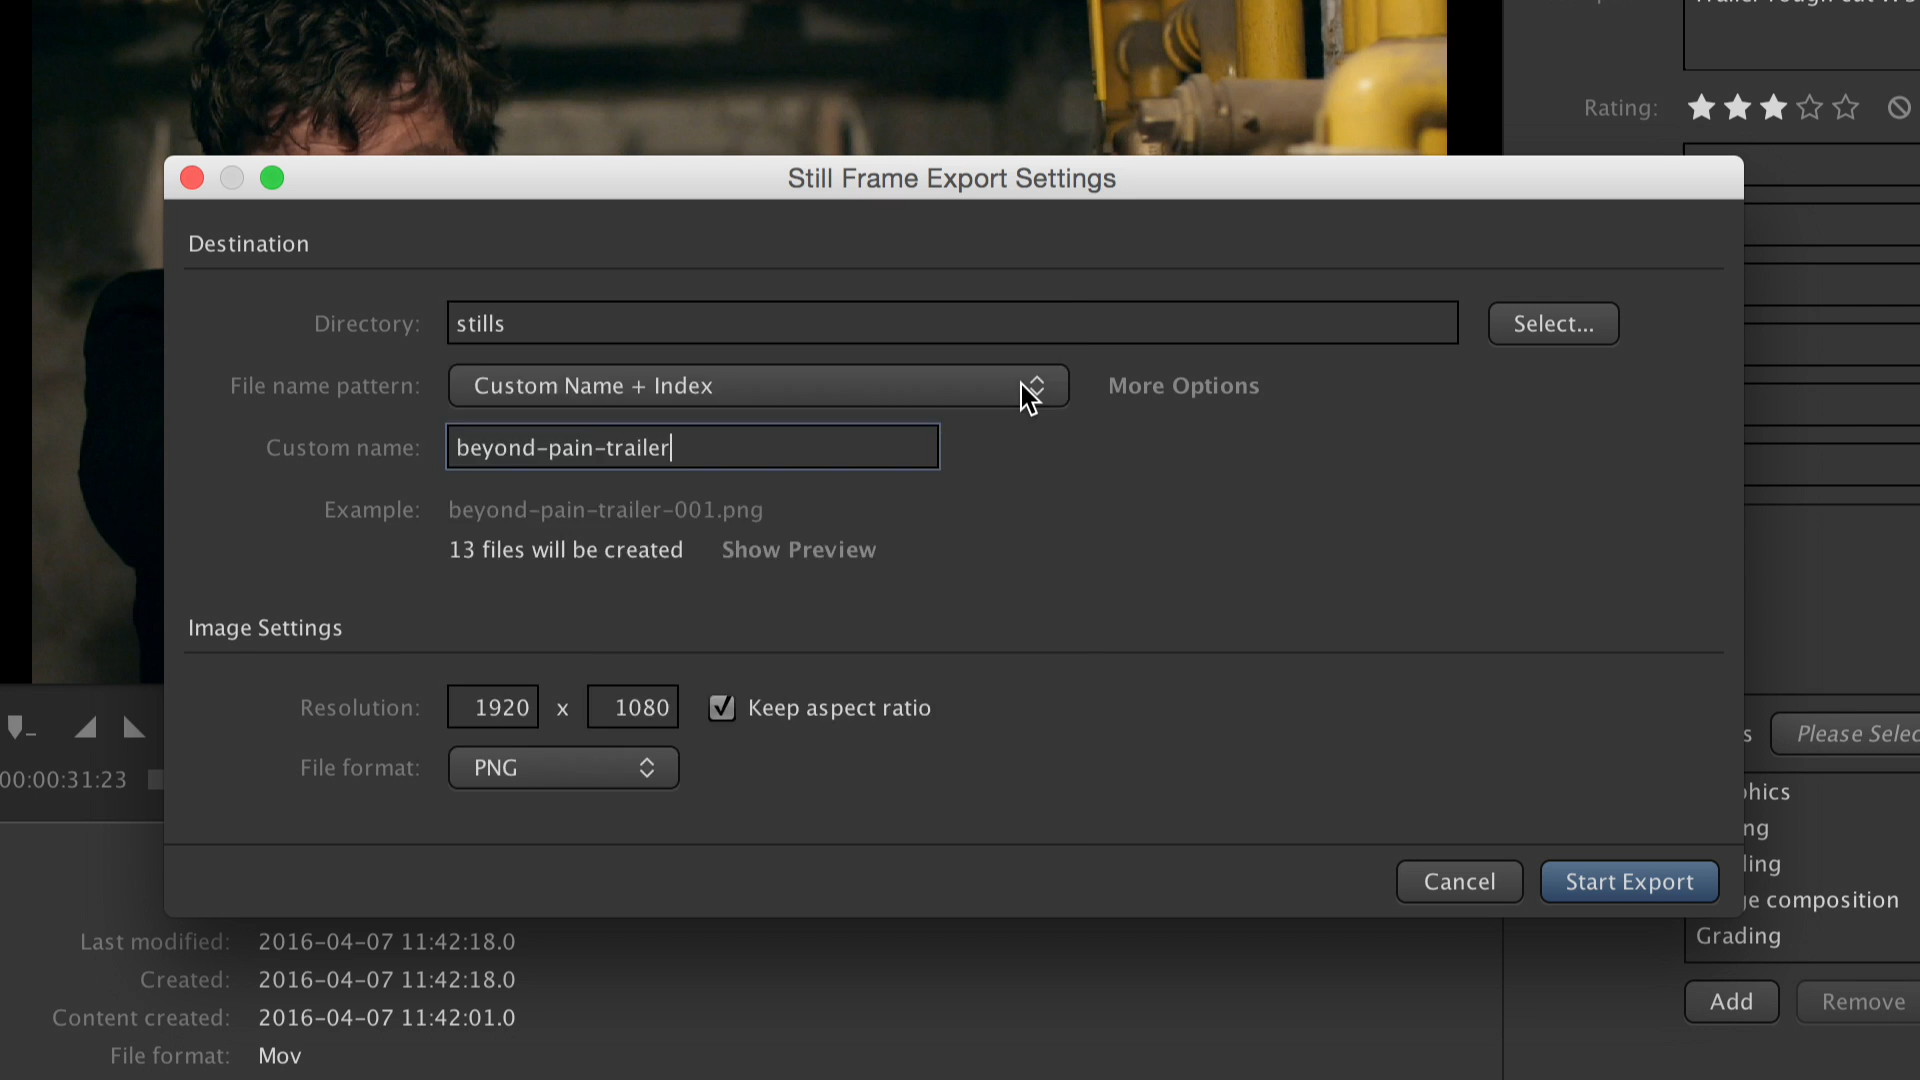 Rating:
Still Frame Export Settings
Destination
Directory: stills Select...
File name pattern: Custom Name + Index More Options
Custom name: beyond-pain-trailer
Example: beyond-pain-trailer-001.png
13 files will be created Show Preview
Image Settings
Resolution: 1920 x 1080 Keep aspect ratio
File format: PNG
Cancel Start Export
00:00:31:23
Please Selec
composition
Grading
Add Remove
Last modified: 2016-04-07 11:42:18.0
Created: 2016-04-07 11:42:18.0
Content created: 2016-04-07 11:42:01.0
File format: Mov